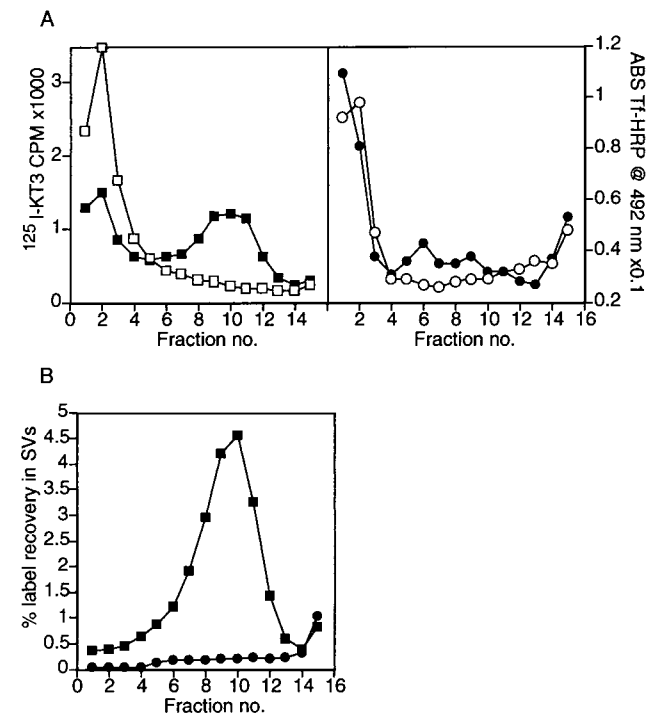 A
125 I-KT3 CPM x1000
3
2
1
0
0 2 4 6 8 10 12 14
Fraction no.
2 4 6 8 10 12 14 16
Fraction no.
1.2
1
0.8
0.6
0.4
0.2
ABS Tf-HRP @ 492 nm x0.1
B
% label recovery in SVs
5
4.5
4
3.5
3
2.5
2
1.5
1
0.5
0
0 2 4 6 8 10 12 14 16
Fraction no.